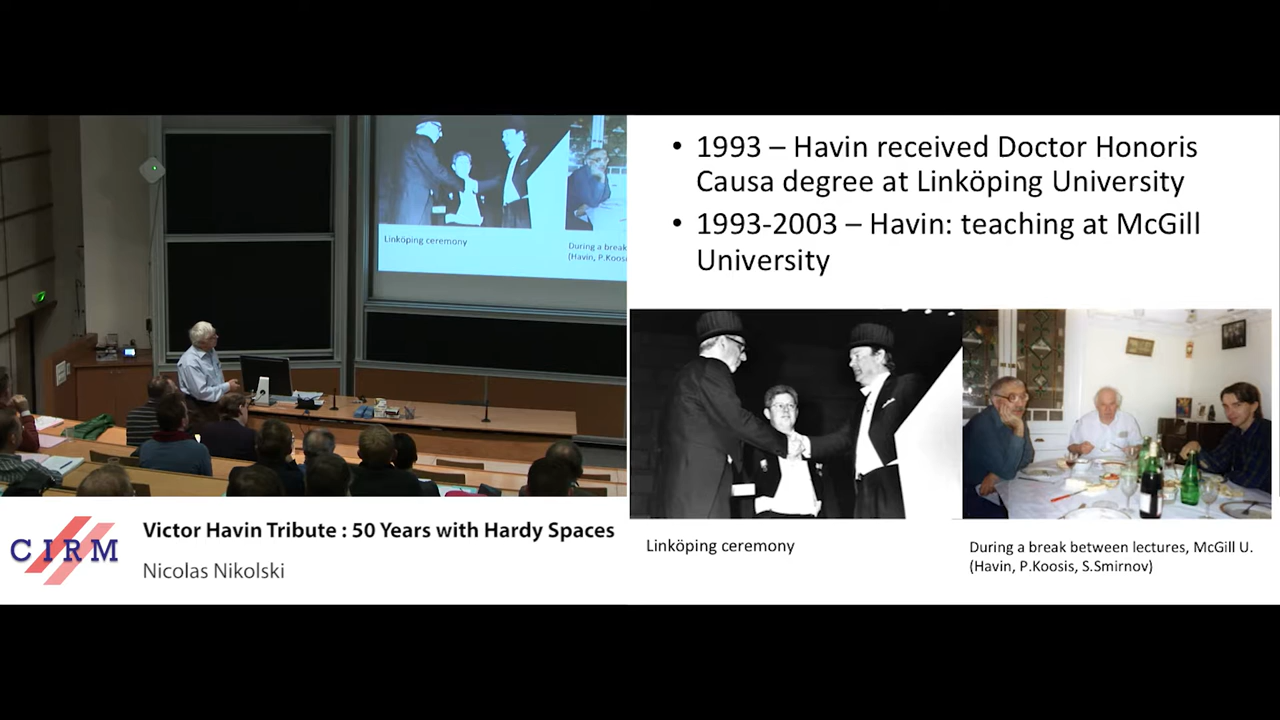 Linköping ceremony
During a break
(Havin, P.Koosi
CIRM
Victor Havin Tribute : 50 Years with Hardy Spaces
Nicolas Nikolski
• 1993 – Havin received Doctor Honoris
Causa degree at Linköping University
• 1993-2003 – Havin: teaching at McGill
University
Linköping ceremony
During a break between lectures, McGill U.
(Havin, P.Koosis, S.Smirnov)